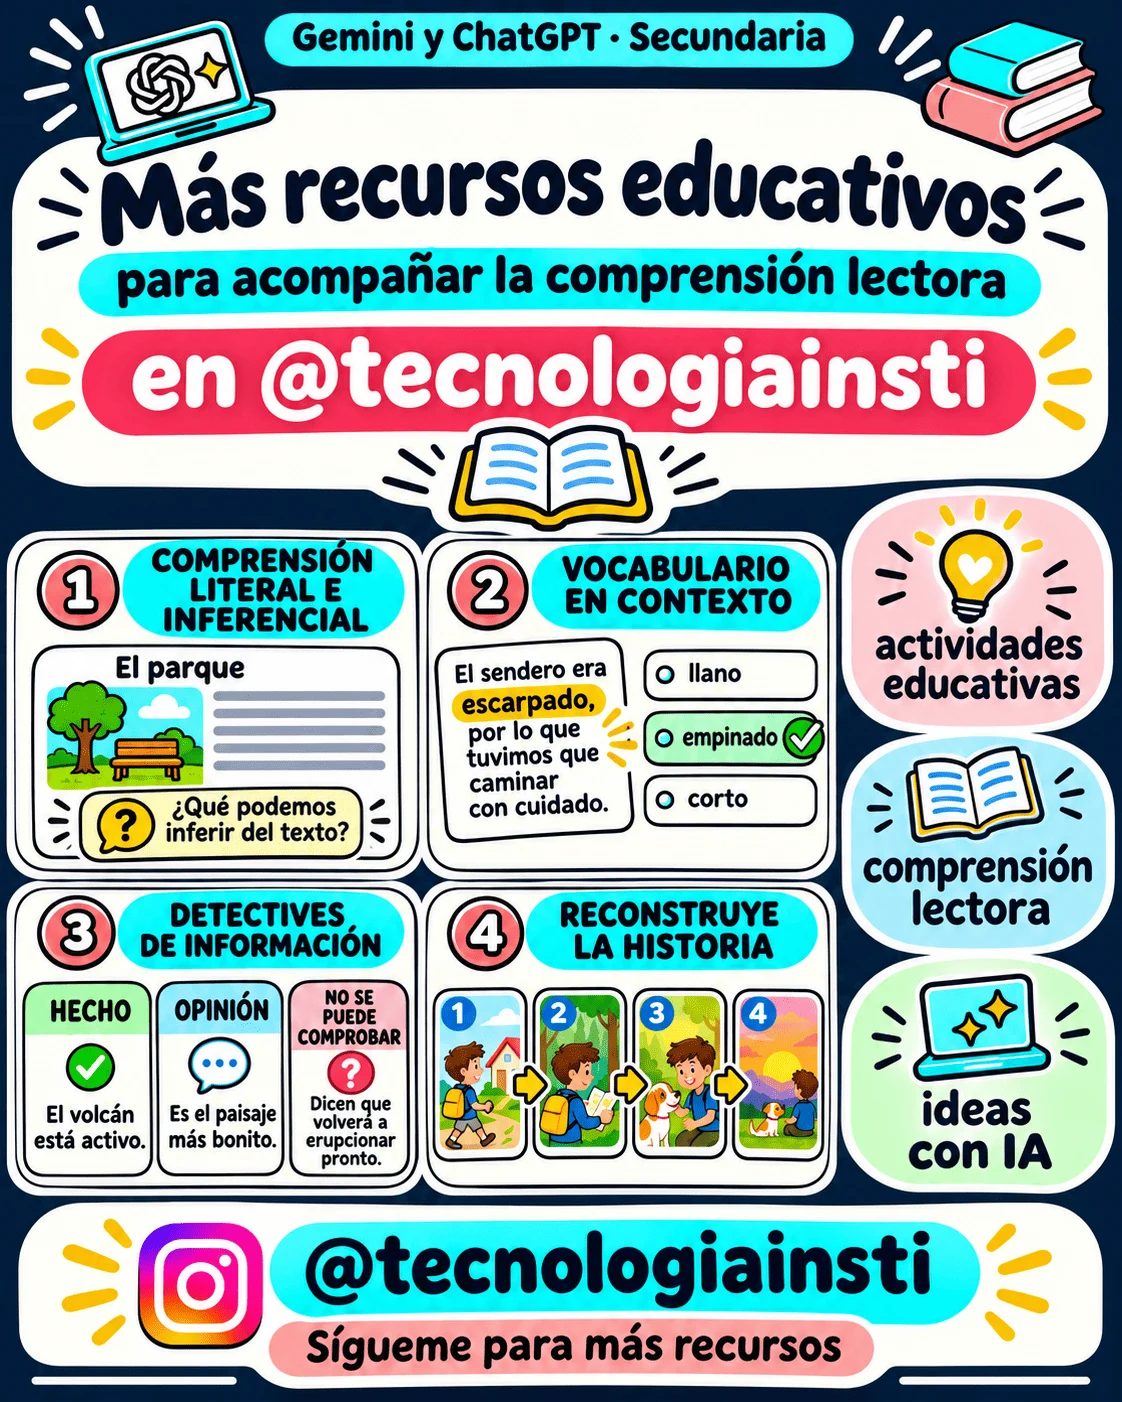 Gemini y ChatGPT · Secundaria
Más recursos educativos
para acompañar la comprensión lectora
en @tecnologiainsti
1
COMPRENSIÓN
LITERAL E
INFERENCIAL
El parque
?
¿Qué podemos
inferir del texto?
2
VOCABULARIO
EN CONTEXTO
El sendero era
escarpado,
por lo que
tuvimos que
caminar
con cuidado.
llano
empinado
corto
actividades
educativas
comprensión
lectora
ideas
con IA
3
DETECTIVES
DE INFORMACIÓN
HECHO
El volcán
está activo.
OPINIÓN
Es el paisaje
más bonito.
NO SE
PUEDE
COMPROBAR
?
Dicen que
volverá a
erupcionar
pronto.
4
RECONSTRUYE
LA HISTORIA
1
2
3
4
@tecnologiainsti
Sígueme para más recursos